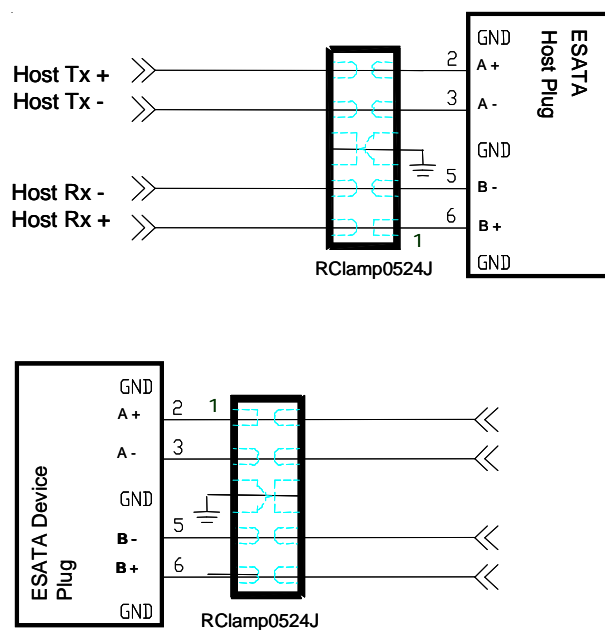 GND
ESATA
Host Plug
Host Tx + 2 A+
Host Tx - 3 A-
GND
Host Rx - 5 B-
Host Rx + 6 B+
1
GND
RClamp0524J
GND
A+ 2 1
A- 3
GND
ESATA Device
Plug
B- 5
B+ 6
GND
RClamp0524J